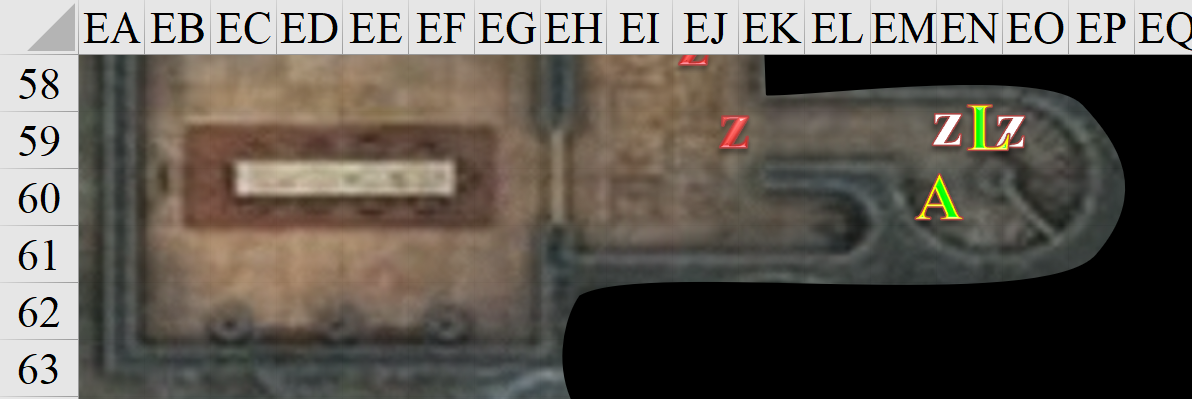 EA EB EC ED EE EF EG EH EI EJ EK EL EM EN EO EP EQ
58 z
59 z z L z
60 A
61
62
63